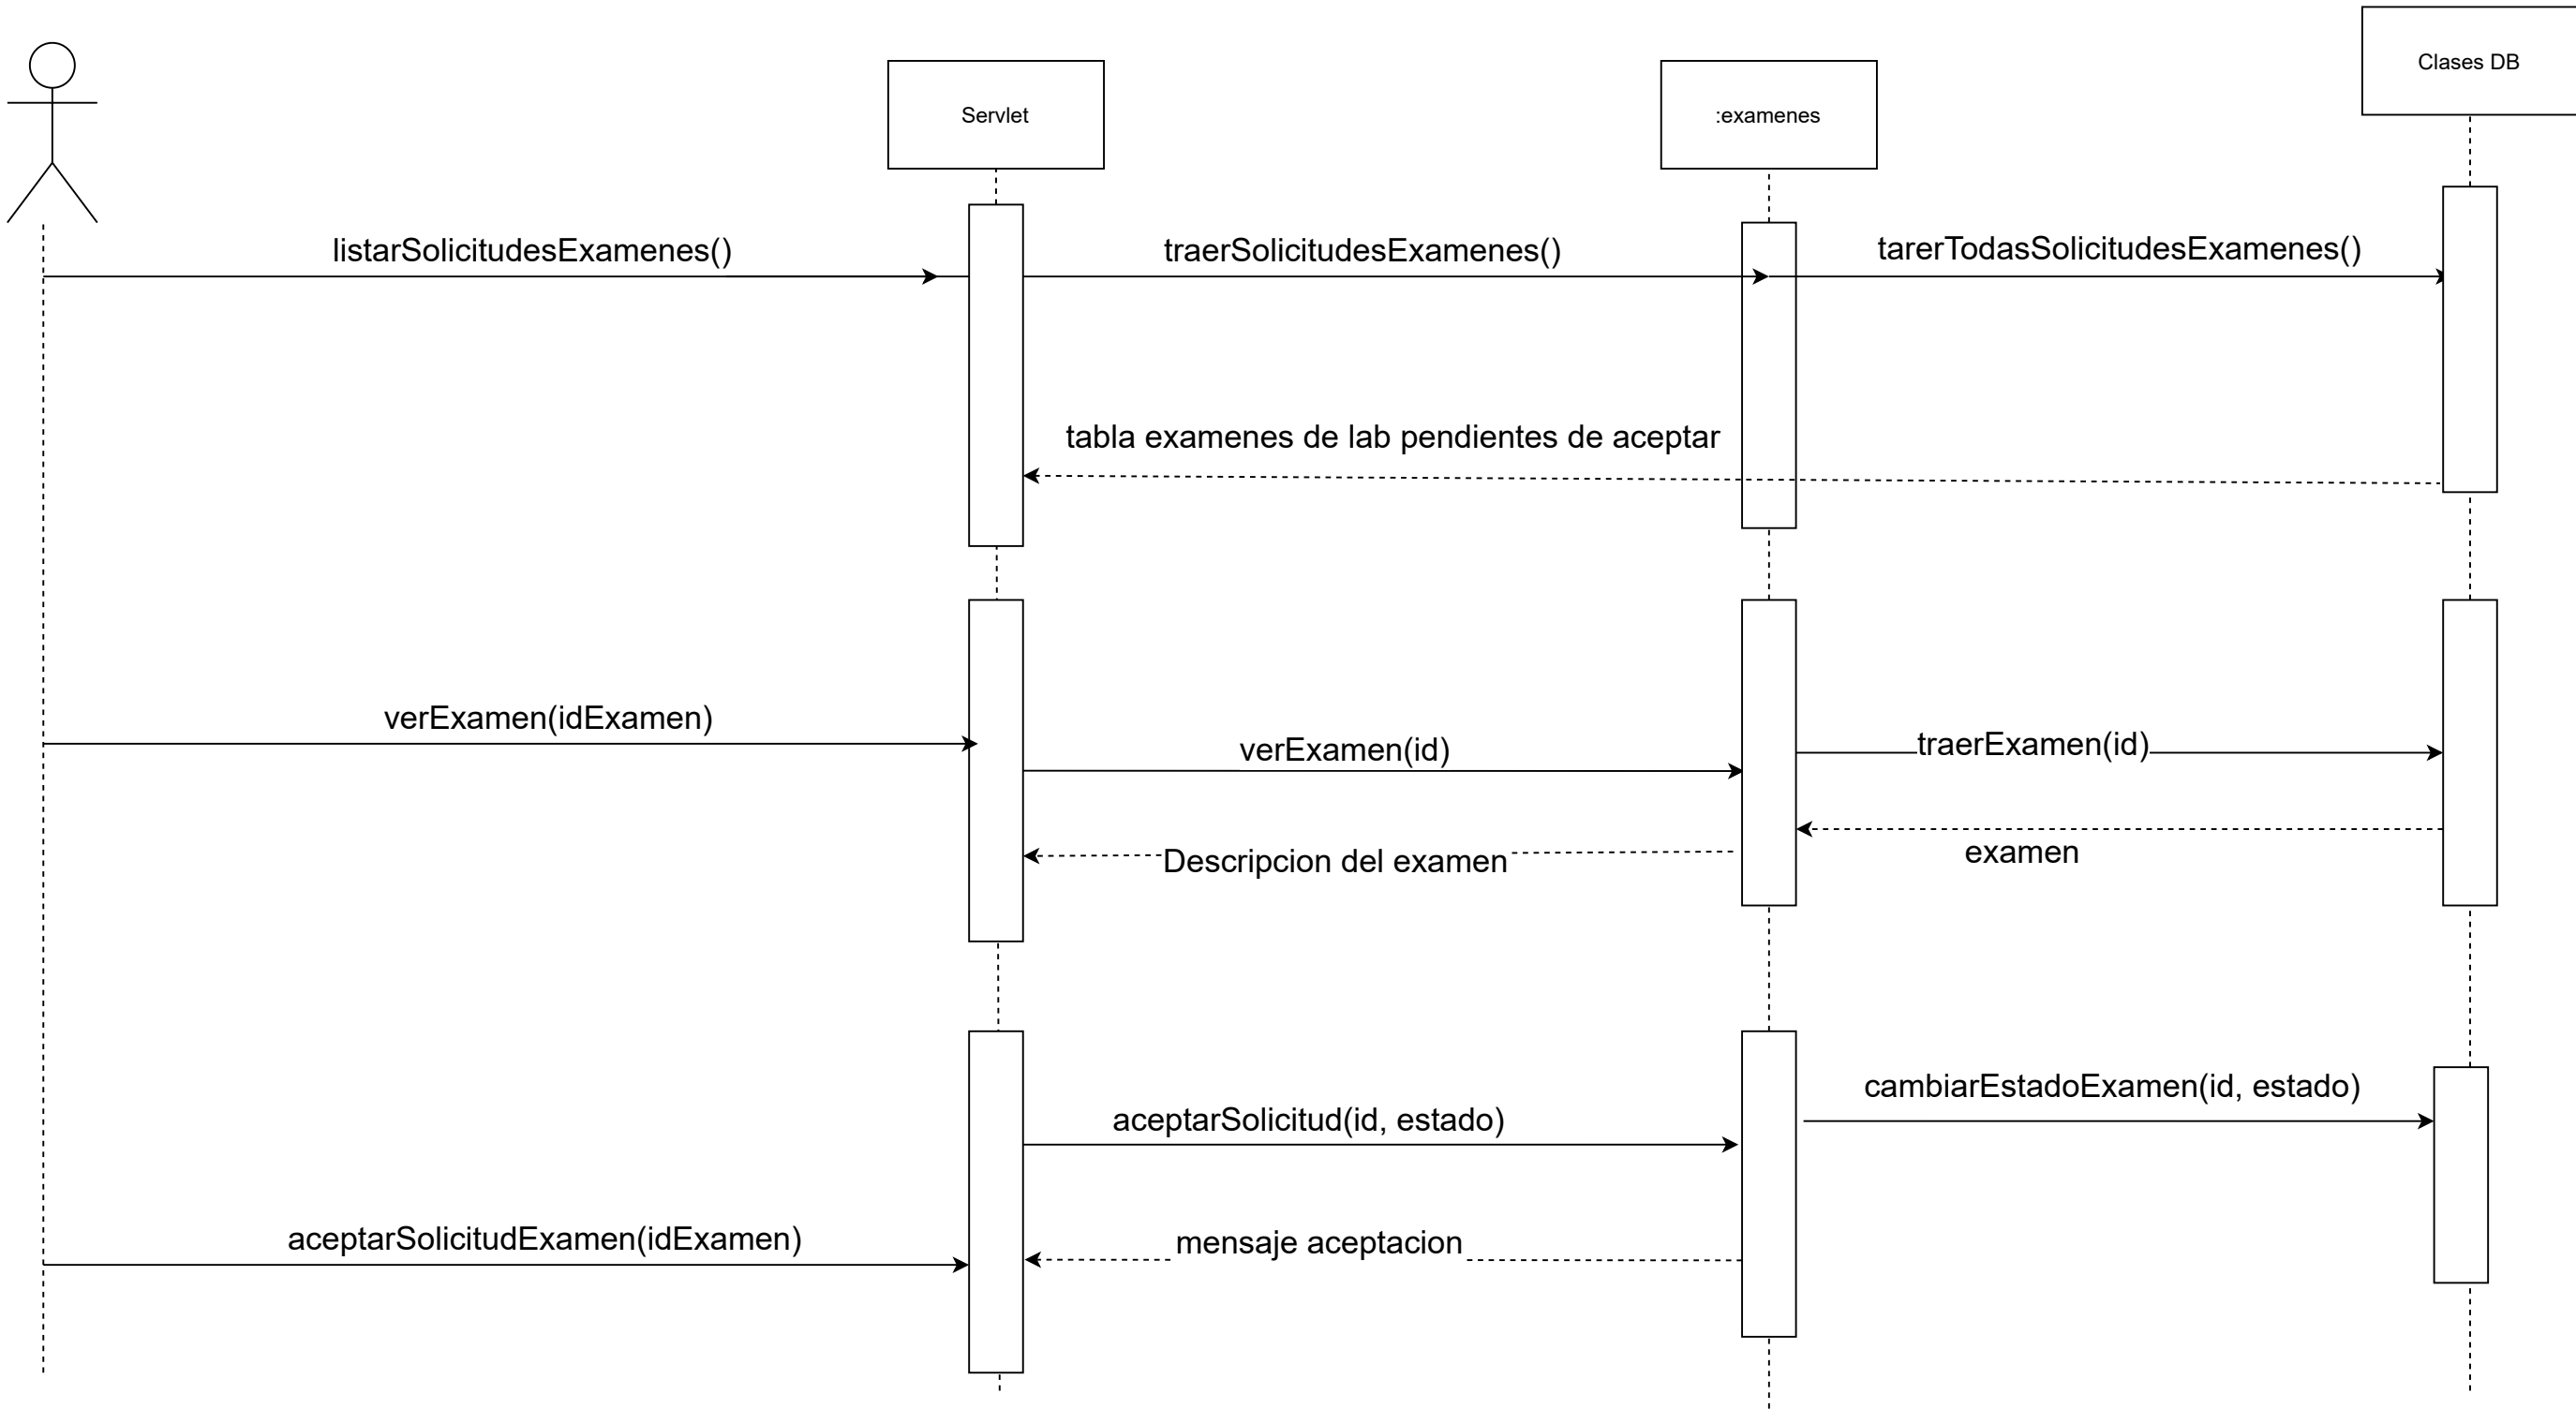 Clases DB
Servlet
:examenes
listarSolicitudesExamenes()
traerSolicitudesExamenes()
tarerTodasSolicitudesExamenes()
tabla examenes de lab pendientes de aceptar
verExamen(idExamen)
verExamen(id)
traerExamen(id)
Descripcion del examen
examen
cambiarEstadoExamen(id, estado)
aceptarSolicitud(id, estado)
aceptarSolicitudExamen(idExamen)
mensaje aceptacion